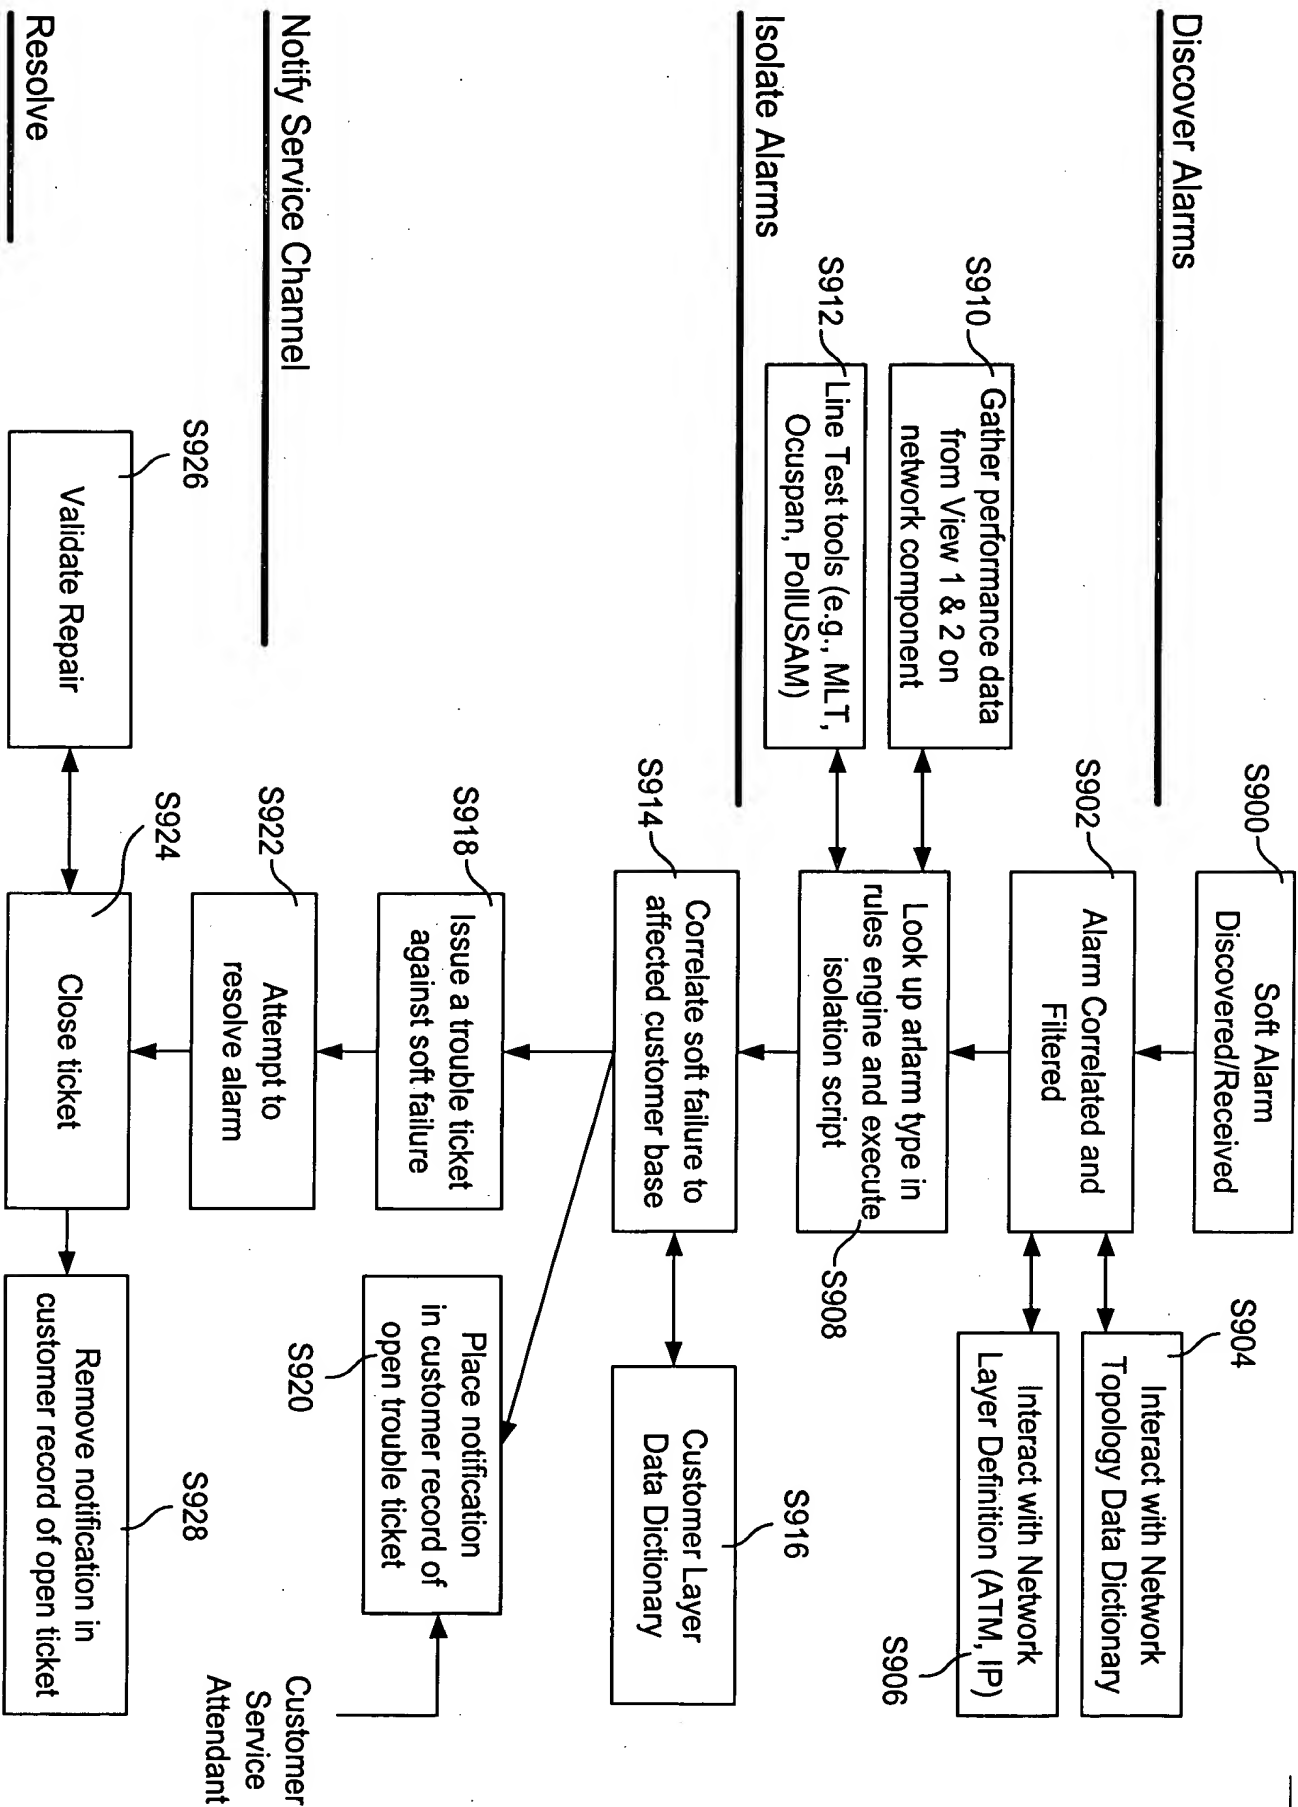 Discover Alarms
S900
Soft Alarm
Discovered/Received
S902
Alarm Correlated and
Filtered
S904
Interact with Network
Topology Data Dictionary
Interact with Network
Layer Definition (ATM, IP)
S906
S910
Gather performance data
from View 1 & 2 on
network component
S912
Line Test tools (e.g., MLT,
Ocuspan, PollUSAM)
Look up arlarm type in
rules engine and execute
isolation script
S908
Isolate Alarms
S914
Correlate soft failure to
affected customer base
S916
Customer Layer
Data Dictionary
S918
Issue a trouble ticket
against soft failure
Place notification
in customer record of
open trouble ticket
S920
Customer
Service
Attendant
Notify Service Channel
S922
Attempt to
resolve alarm
S926
Validate Repair
S924
Close ticket
S928
Remove notification in
customer record of open ticket
Resolve